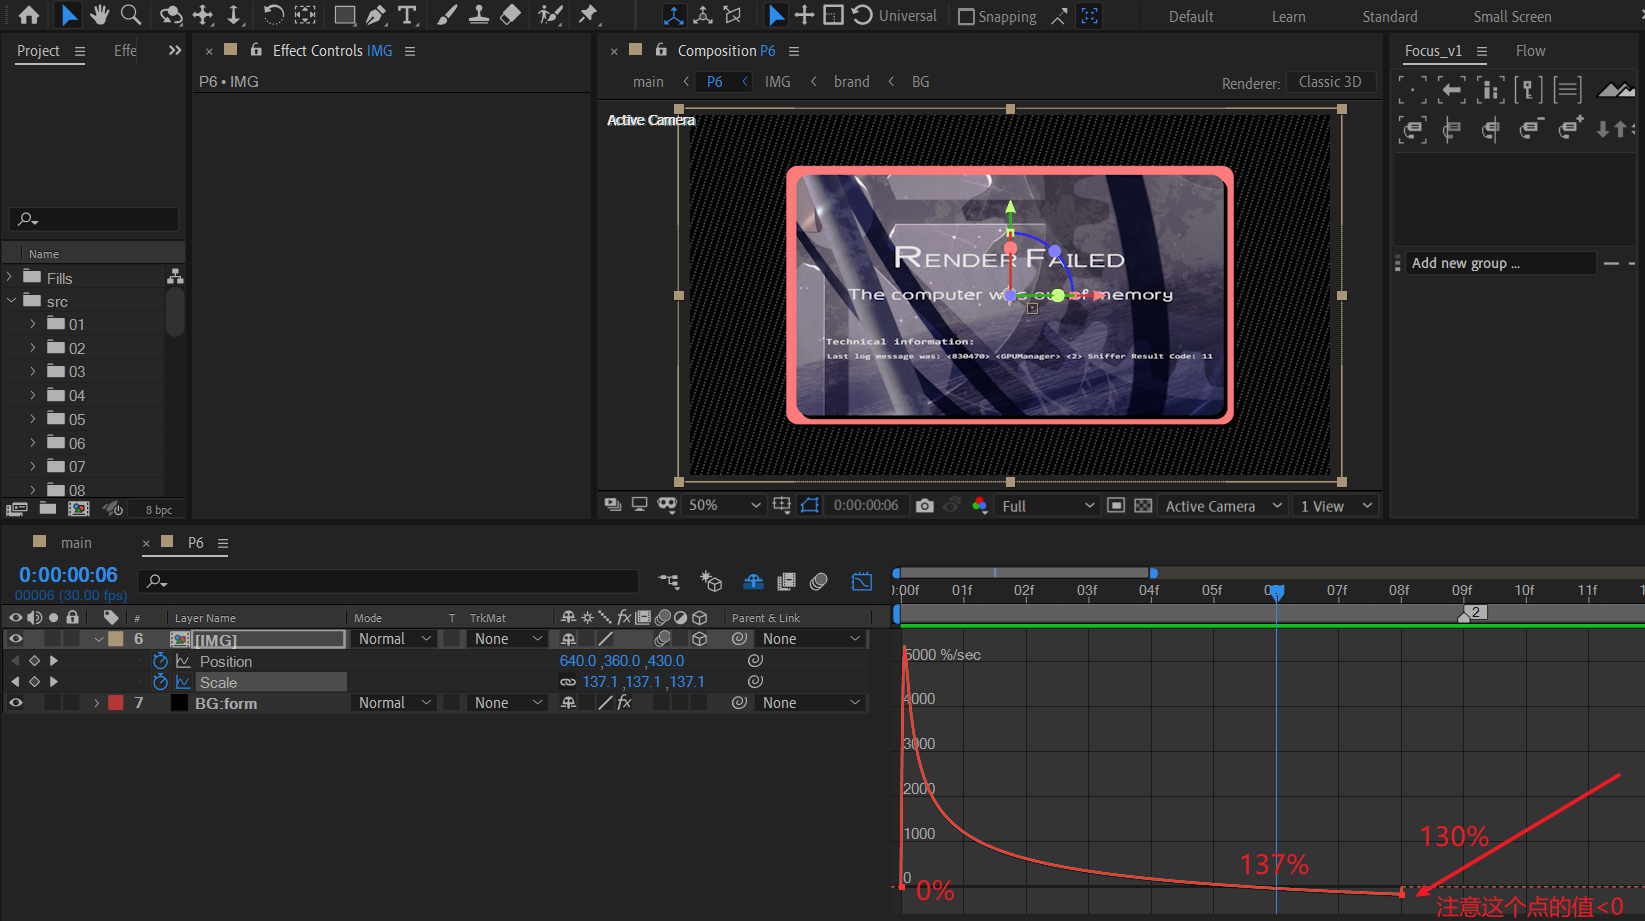 Universal
Snapping
Default
Learn
Standard
Small Screen
Project
Effe
Effect Controls IMG
Composition P6
Focus_v1
Flow
P6 • IMG
main
P6
IMG
brand
BG
Renderer:
Classic 3D
Active Camera
RENDER FAILED
Technical information:
Last log message was: <830470> <GPUManager> <2> Sniffer Result Code: 11
Name
Fills
src
01
02
03
04
05
06
07
08
Add new group ...
8 bpc
50%
0:00:00:06
Full
Active Camera
1 View
main
P6
0:00:00:06
00006 (30.00 fps)
:00f
01f
02f
03f
04f
05f
07f
08f
09f
10f
11f
2
#
Layer Name
Mode
T
TrkMat
fx
Parent & Link
6
[IMG]
Normal
None
None
Position
640.0 ,360.0 ,430.0
Scale
137.1 ,137.1 ,137.1
7
BG:form
Normal
None
fx
None
5000 %/sec
4000
3000
2000
1000
0
0%
137%
130%
注意这个点的值<0